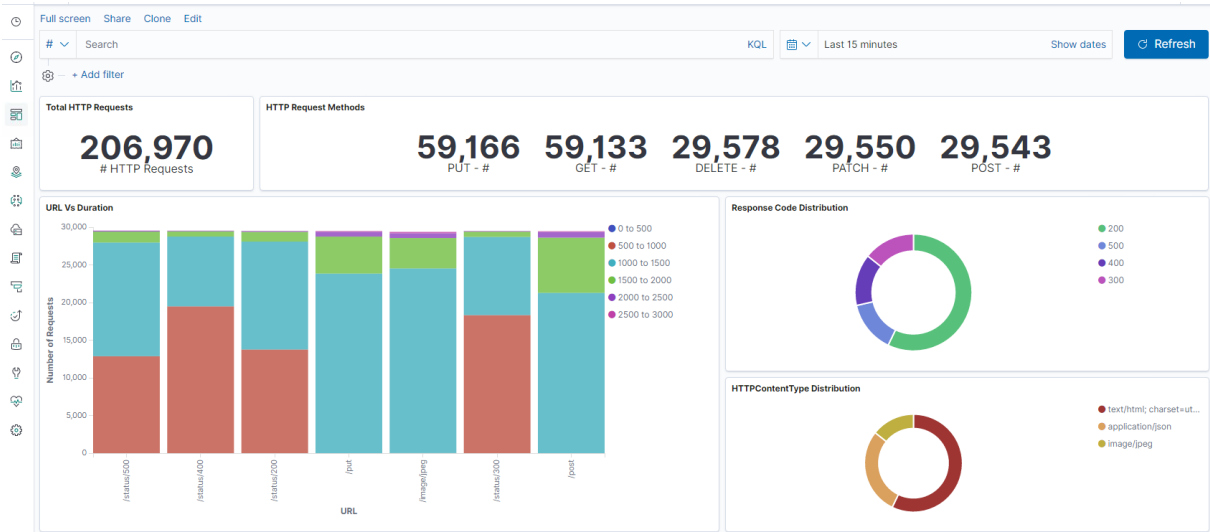 Full screen Share Clone Edit
# Search KQL Last 15 minutes Show dates Refresh
+ Add filter
Total HTTP Requests
206,970
# HTTP Requests
HTTP Request Methods
59,166 59,133 29,578 29,550 29,543
PUT - # GET - # DELETE - # PATCH - # POST - #
URL Vs Duration
30,000
25,000
20,000
15,000
10,000
5,000
0
Number of Requests
/status/500
/status/400
/status/200
/put
/image/jpeg
/status/300
/post
URL
0 to 500
500 to 1000
1000 to 1500
1500 to 2000
2000 to 2500
2500 to 3000
Response Code Distribution
200
500
400
300
HTTPContentType Distribution
text/html; charset=ut...
application/json
image/jpeg